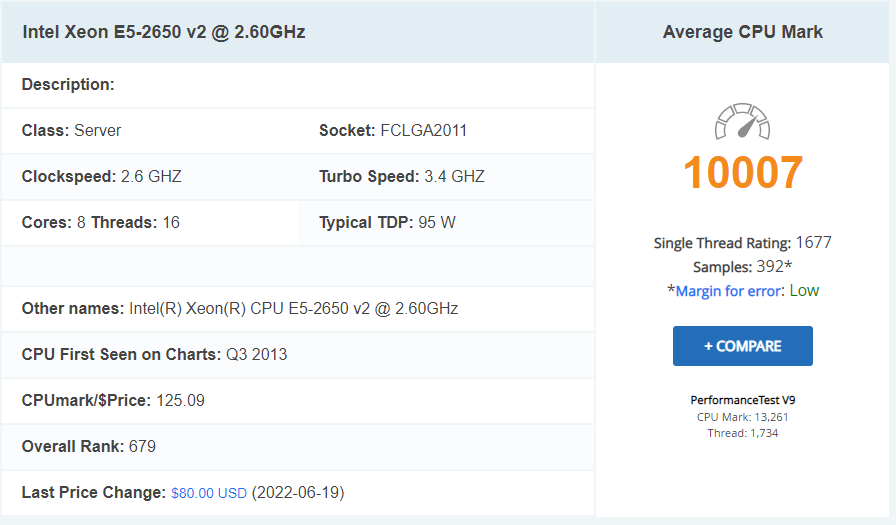 Intel Xeon E5-2650 v2 @ 2.60GHz
Average CPU Mark
Description:
Class: Server
Socket: FCLGA2011
Clockspeed: 2.6 GHZ
Turbo Speed: 3.4 GHZ
Cores: 8 Threads: 16
Typical TDP: 95 W
Other names: Intel(R) Xeon(R) CPU E5-2650 v2 @ 2.60GHz
CPU First Seen on Charts: Q3 2013
CPUmark/$Price: 125.09
Overall Rank: 679
Last Price Change: $80.00 USD (2022-06-19)
10007
Single Thread Rating: 1677
Samples: 392*
*Margin for error: Low
+ COMPARE
PerformanceTest V9
CPU Mark: 13,261
Thread: 1,734